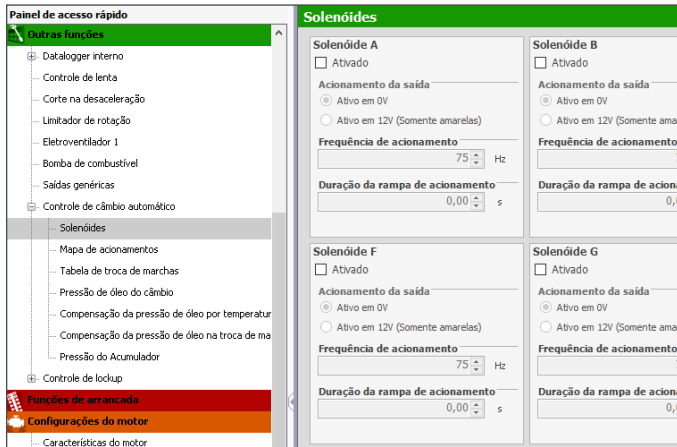 Painel de acesso rápido
Outras funções
Datalogger interno
Controle de lenta
Corte na desaceleração
Limitador de rotação
Eletroventilador 1
Bomba de combustível
Saídas genéricas
Controle de câmbio automático
Solenóides
Mapa de acionamentos
Tabela de troca de marchas
Pressão de óleo do câmbio
Compensação da pressão de óleo por temperatur
Compensação da pressão de óleo na troca de ma
Pressão do Acumulador
Controle de lockup
Funções de arrancada
Configurações do motor
Características do motor
Solenóides
Solenóide A
Ativado
Acionamento da saída
Ativo em 0V
Ativo em 12V (Somente amarelas)
Frequência de acionamento
75 Hz
Duração da rampa de acionamento
0,00 s
Solenóide B
Ativado
Acionamento da saída
Ativo em 0V
Ativo em 12V (Somente ama
Frequência de acionamento
Duração da rampa de aciona
0,
Solenóide F
Ativado
Acionamento da saída
Ativo em 0V
Ativo em 12V (Somente amarelas)
Frequência de acionamento
75 Hz
Duração da rampa de acionamento
0,00 s
Solenóide G
Ativado
Acionamento da saída
Ativo em 0V
Ativo em 12V (Somente ama
Frequência de acionamento
Duração da rampa de aciona
0,